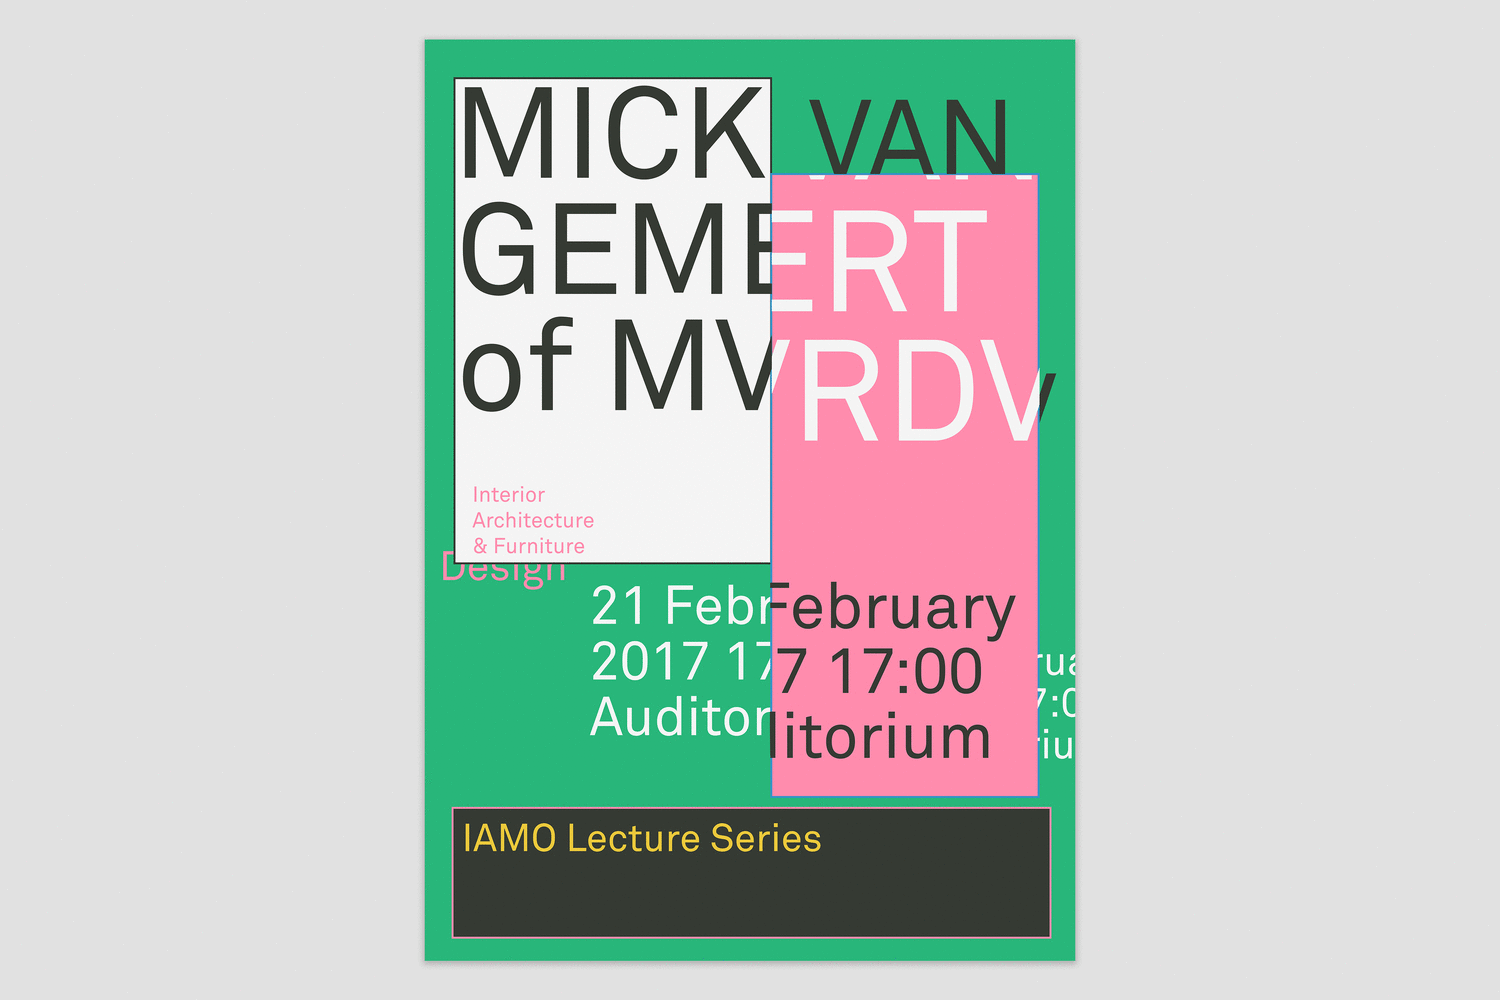 MICK VAN
GEMERT
of MVRDV
Interior
Architecture
& Furniture
Design
21 February
2017 17:00
Auditorium
IAMO Lecture Series